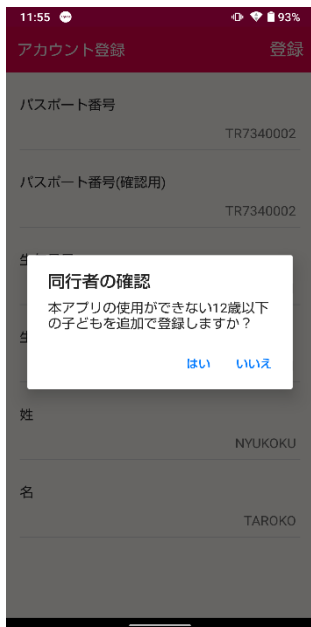 11:55 93%
アカウント登録 登録
パスポート番号
TR7340002
パスポート番号(確認用)
TR7340002
同行者の確認
本アプリの使用ができない12歳以下
の子どもを追加で登録しますか？
はい いいえ
姓
NYUKOKU
名
TAROKO